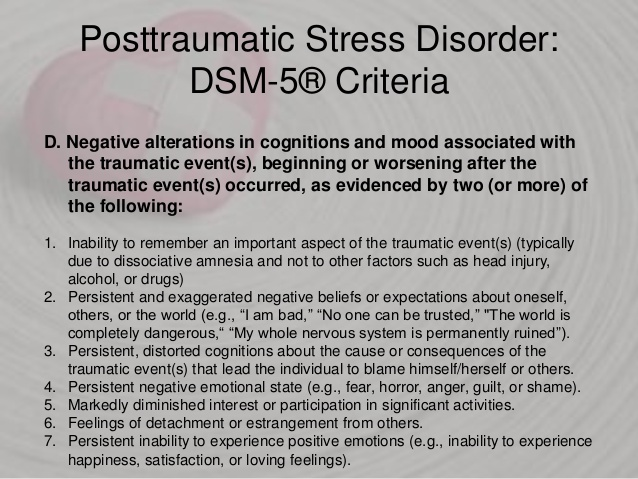 Posttraumatic Stress Disorder:
DSM-5® Criteria
D. Negative alterations in cognitions and mood associated with
the traumatic event(s), beginning or worsening after the
traumatic event(s) occurred, as evidenced by two (or more) of
the following:
1. Inability to remember an important aspect of the traumatic event(s) (typically
due to dissociative amnesia and not to other factors such as head injury,
alcohol, or drugs)
2. Persistent and exaggerated negative beliefs or expectations about oneself,
others, or the world (e.g., “I am bad,” “No one can be trusted,” "The world is
completely dangerous,“ “My whole nervous system is permanently ruined”).
3. Persistent, distorted cognitions about the cause or consequences of the
traumatic event(s) that lead the individual to blame himself/herself or others.
4. Persistent negative emotional state (e.g., fear, horror, anger, guilt, or shame).
5. Markedly diminished interest or participation in significant activities.
6. Feelings of detachment or estrangement from others.
7. Persistent inability to experience positive emotions (e.g., inability to experience
happiness, satisfaction, or loving feelings).